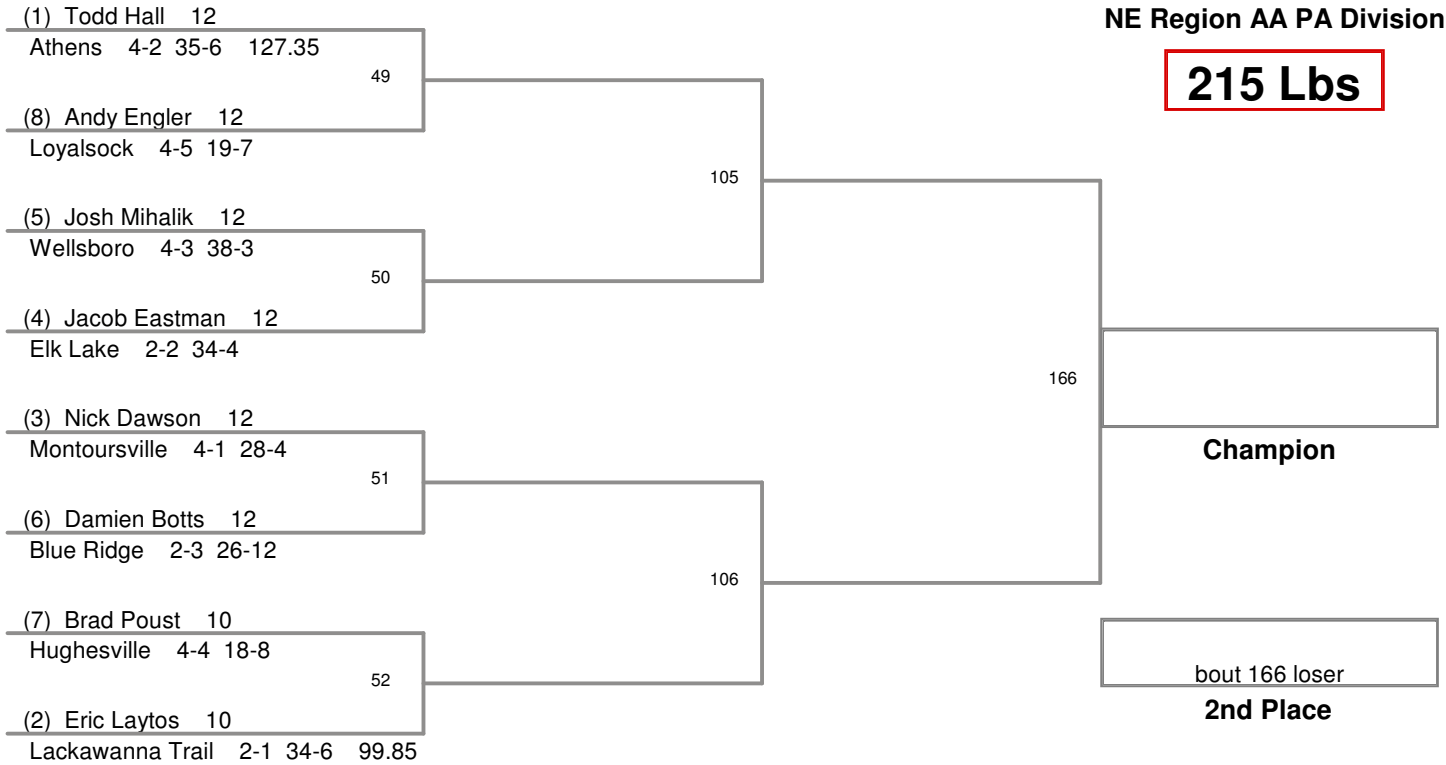 NE Region AA PA Division
215 Lbs
(1) Todd Hall 12
Athens 4-2 35-6 127.35
49
(8) Andy Engler 12
Loyalsock 4-5 19-7
105
(5) Josh Mihalik 12
Wellsboro 4-3 38-3
50
(4) Jacob Eastman 12
Elk Lake 2-2 34-4
166
(3) Nick Dawson 12
Montoursville 4-1 28-4
Champion
51
(6) Damien Botts 12
Blue Ridge 2-3 26-12
106
(7) Brad Poust 10
Hughesville 4-4 18-8
52
bout 166 loser
2nd Place
(2) Eric Laytos 10
Lackawanna Trail 2-1 34-6 99.85